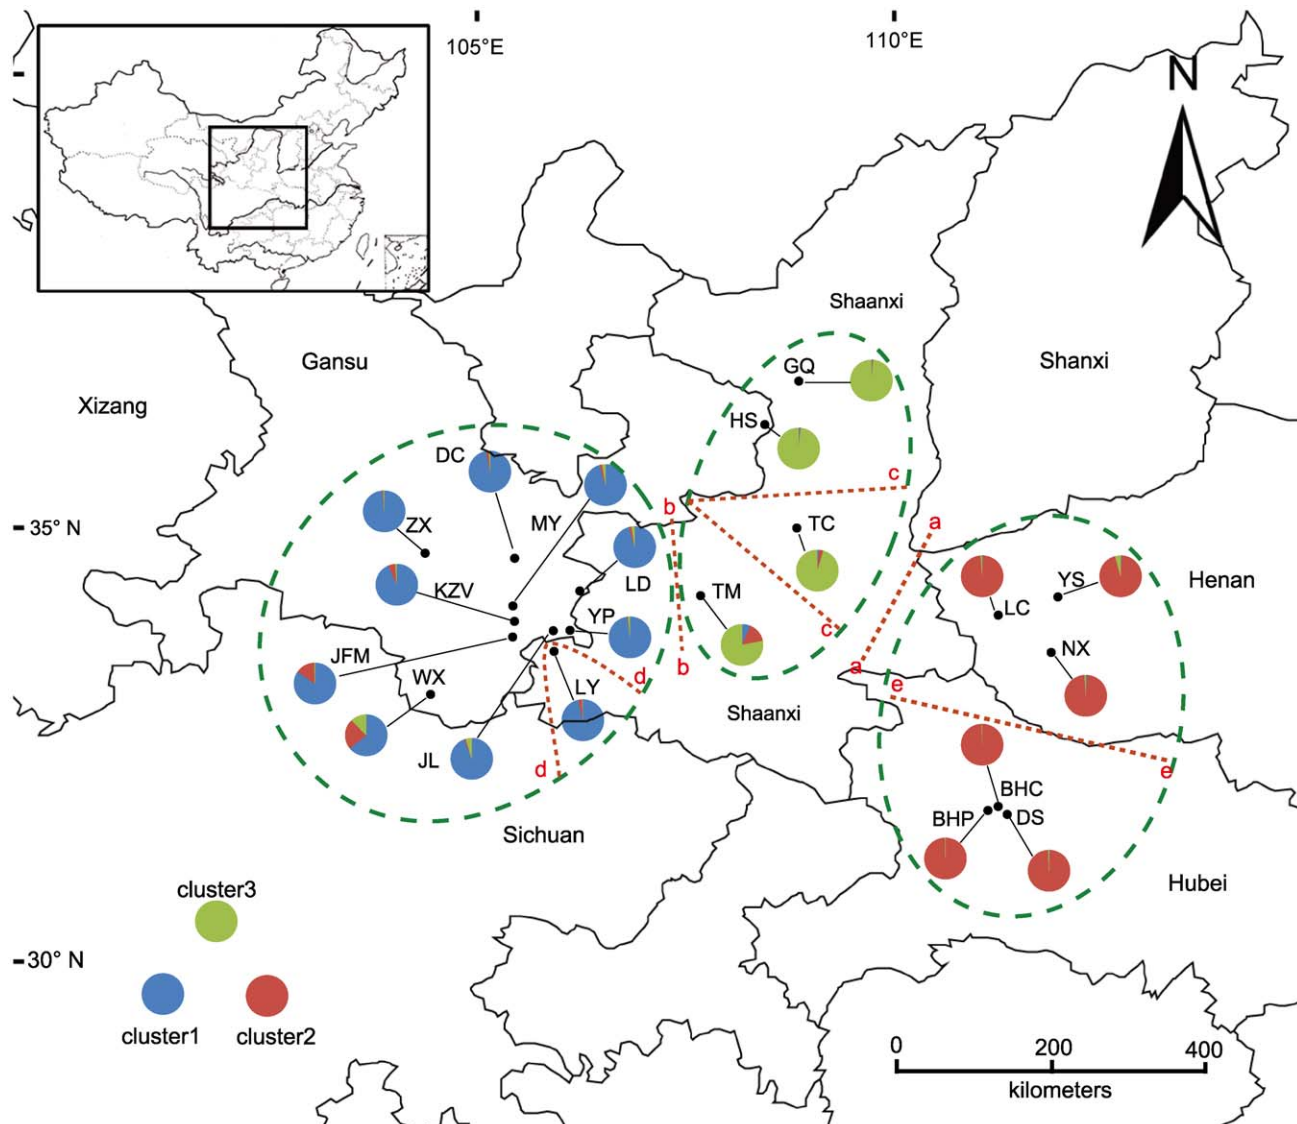 105°E
110°E
N
Shaanxi
Gansu
Shanxi
GQ
Xizang
HS
DC
c
ZX
MY
b
TC
a
35° N
LD
YS
Henan
KZV
TM
LC
YP
JFM
WX
c
NX
d
b
a
e
LY
Shaanxi
JL
d
e
BHC
BHP
DS
Sichuan
Hubei
cluster3
30° N
cluster1
cluster2
0
200
400
kilometers